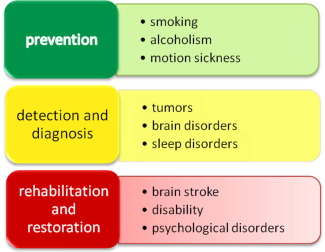 prevention
• smoking
• alcoholism
• motion sickness
detection and
diagnosis
• tumors
• brain disorders
• sleep disorders
rehabilitation
and
restoration
• brain stroke
• disability
• psychological disorders